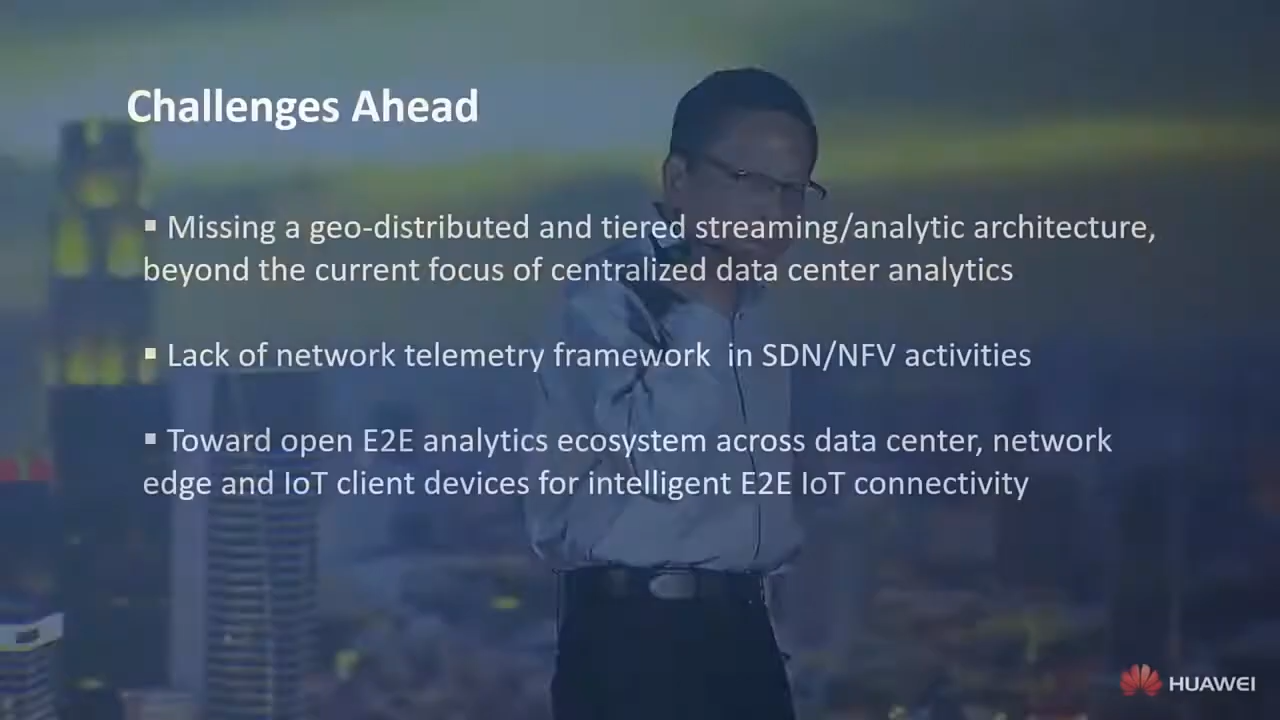 Challenges Ahead
▪ Missing a geo-distributed and tiered streaming/analytic architecture,
beyond the current focus of centralized data center analytics
▪ Lack of network telemetry framework  in SDN/NFV activities
▪ Toward open E2E analytics ecosystem across data center, network
edge and IoT client devices for intelligent E2E IoT connectivity
HUAWEI